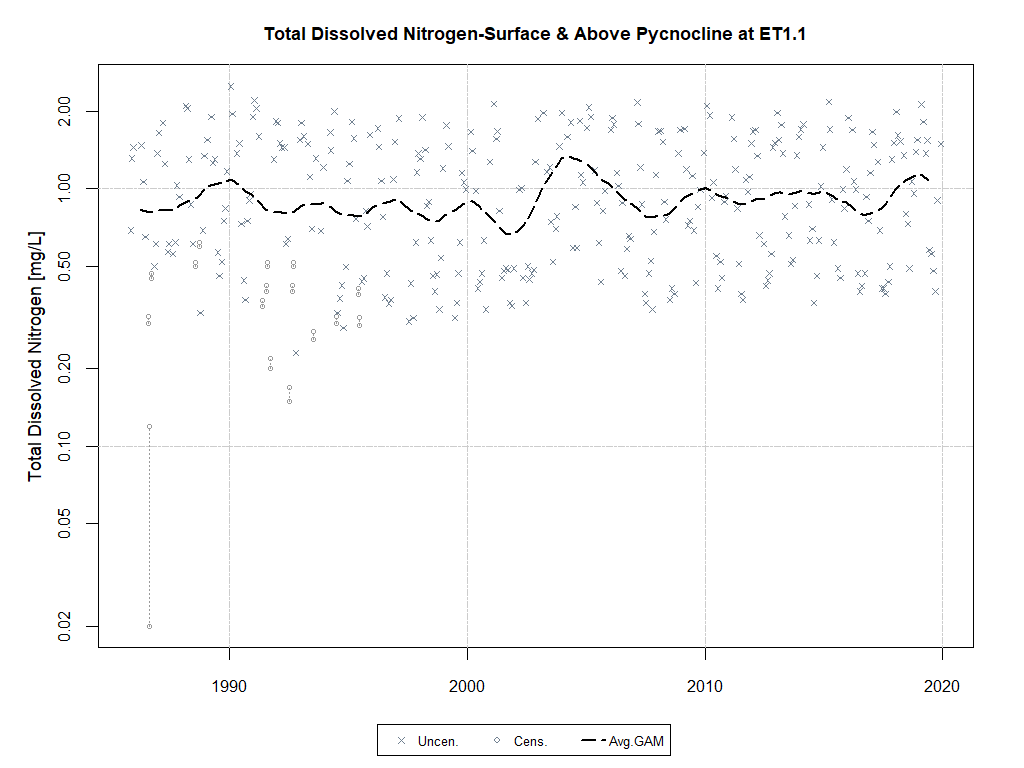 Total Dissolved Nitrogen-Surface & Above Pycnocline at ET1.1
Total Dissolved Nitrogen [mg/L]
2.00
1.00
0.50
0.20
0.10
0.05
0.02
1990 2000 2010 2020
Uncen. Cens. Avg.GAM